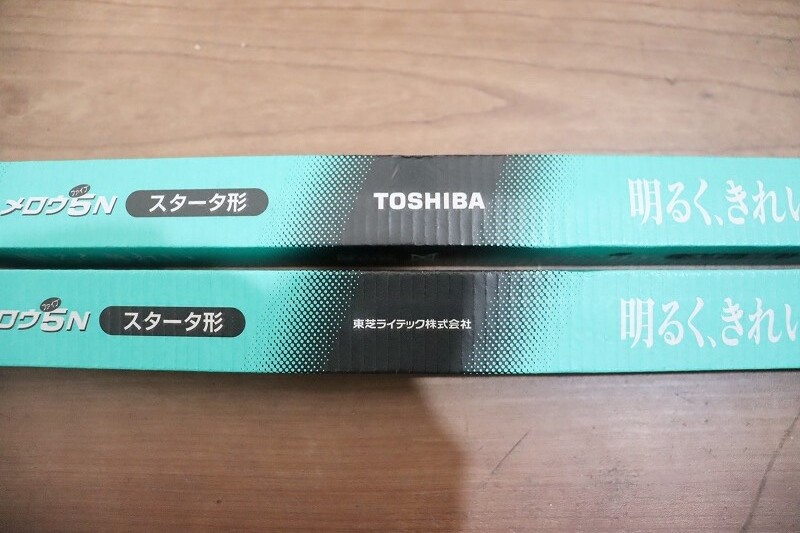 ファイブ
メロウ5N スタータ形 TOSHIBA 明るく、きれい
ファイブ
ロウ5N スタータ形 東芝ライテック株式会社 明るく、きれい